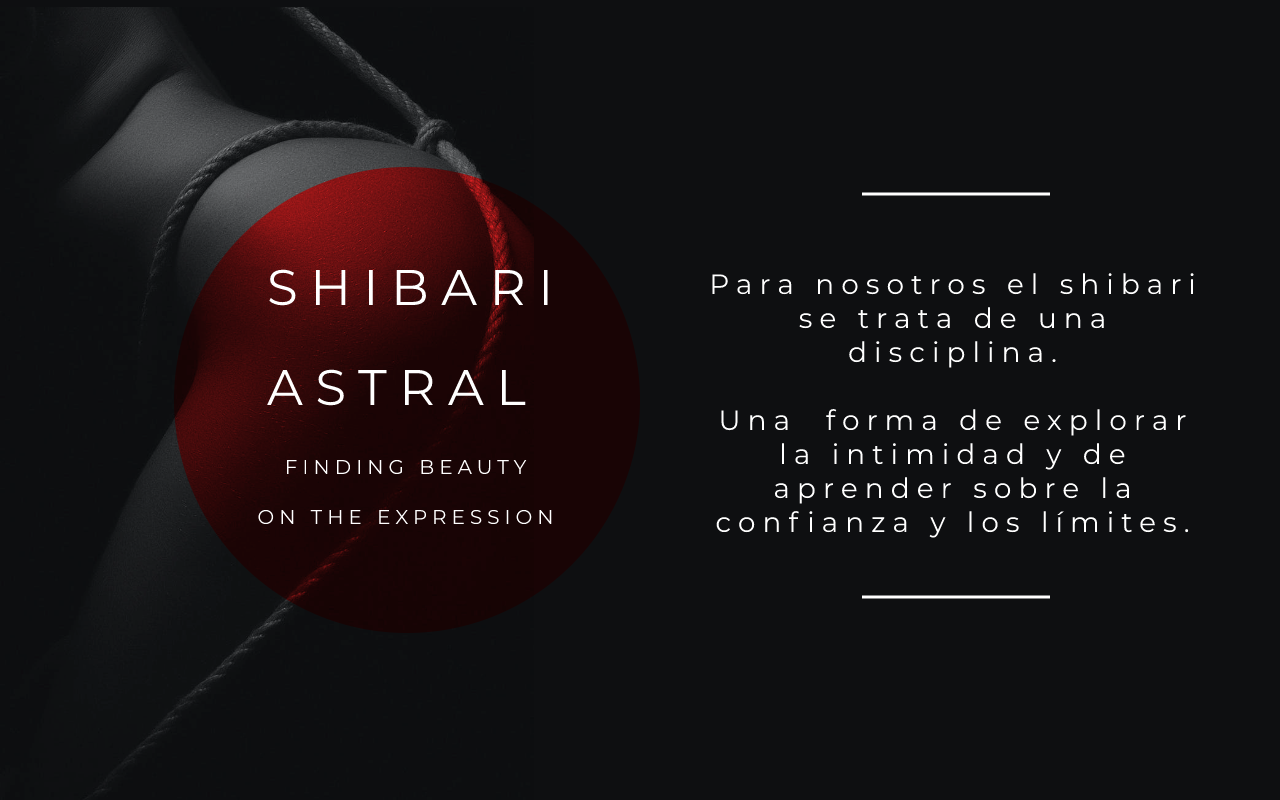 SHIBARI
ASTRAL
FINDING BEAUTY
ON THE EXPRESSION
Para nosotros el shibari
se trata de una
disciplina.
Una forma de explorar
la intimidad y de
aprender sobre la
confianza y los límites.